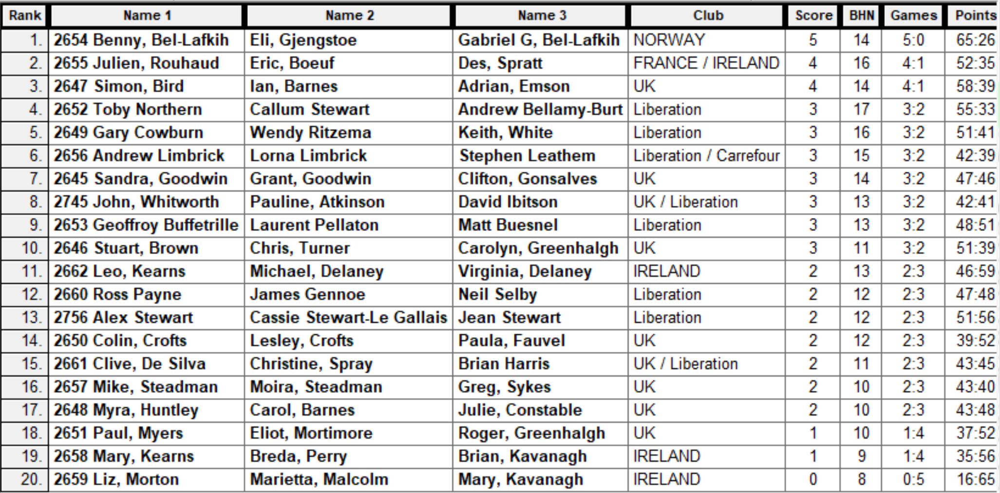 Rank Name 1 Name 2 Name 3 Club Score BHN Games Points
1. 2654 Benny, Bel-Lafkih Eli, Gjengstoe Gabriel G, Bel-Lafkih NORWAY 5 14 5:0 65:26
2. 2655 Julien, Rouhaud Eric, Boeuf Des, Spratt FRANCE / IRELAND 4 16 4:1 52:35
3. 2647 Simon, Bird Ian, Barnes Adrian, Emson UK 4 14 4:1 58:39
4. 2652 Toby Northern Callum Stewart Andrew Bellamy-Burt Liberation 3 17 3:2 55:33
5. 2649 Gary Cowburn Wendy Ritzema Keith, White Liberation 3 16 3:2 51:41
6. 2656 Andrew Limbrick Lorna Limbrick Stephen Leathem Liberation / Carrefour 3 15 3:2 42:39
7. 2645 Sandra, Goodwin Grant, Goodwin Clifton, Gonsalves UK 3 14 3:2 47:46
8. 2745 John, Whitworth Pauline, Atkinson David Ibitson UK / Liberation 3 13 3:2 42:41
9. 2653 Geoffroy Buffetrille Laurent Pellaton Matt Buesnel Liberation 3 13 3:2 48:51
10. 2646 Stuart, Brown Chris, Turner Carolyn, Greenhalgh UK 3 11 3:2 51:39
11. 2662 Leo, Kearns Michael, Delaney Virginia, Delaney IRELAND 2 13 2:3 46:59
12. 2660 Ross Payne James Gennoe Neil Selby Liberation 2 12 2:3 47:48
13. 2756 Alex Stewart Cassie Stewart-Le Gallais Jean Stewart Liberation 2 12 2:3 51:56
14. 2650 Colin, Crofts Lesley, Crofts Paula, Fauvel UK 2 12 2:3 39:52
15. 2661 Clive, De Silva Christine, Spray Brian Harris UK / Liberation 2 11 2:3 43:45
16. 2657 Mike, Steadman Moira, Steadman Greg, Sykes UK 2 10 2:3 43:40
17. 2648 Myra, Huntley Carol, Barnes Julie, Constable UK 2 10 2:3 43:48
18. 2651 Paul, Myers Eliot, Mortimore Roger, Greenhalgh UK 1 10 1:4 37:52
19. 2658 Mary, Kearns Breda, Perry Brian, Kavanagh IRELAND 1 9 1:4 35:56
20. 2659 Liz, Morton Marietta, Malcolm Mary, Kavanagh IRELAND 0 8 0:5 16:65